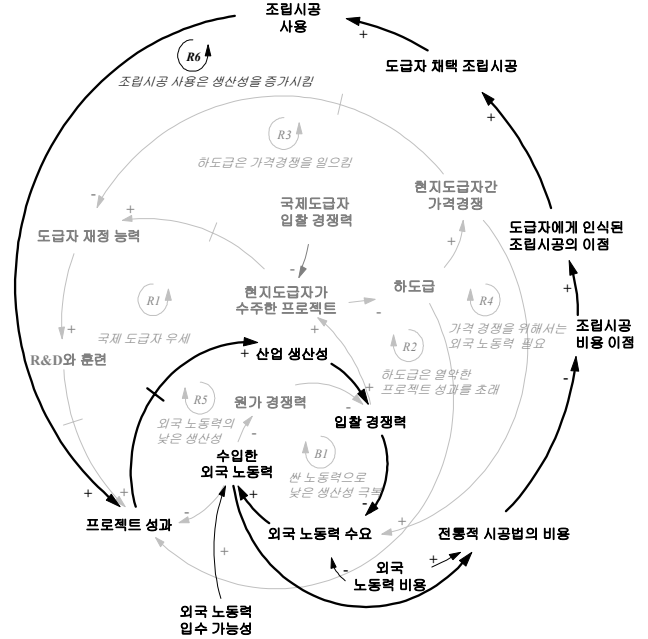 조립시공
사용
R6
+
도급자 채택 조립시공
조립시공 사용은 생산성을 증가시킴
+
R3
하도급은 가격경쟁을 일으킴
-
+
현지도급자간
가격경쟁
국제도급자
입찰 경쟁력
도급자 재정 능력
도급자에게 인식된
조립시공의 이점
+
-
현지도급자가
수주한 프로젝트
하도급
+
-
R1
R4
+
+
국제 도급자 우세
가격 경쟁을 위해서는
외국 노동력 필요
조립시공
비용 이점
R2
R&D와 훈련
+ 산업 생산성
하도급은 열악한
프로젝트 성과를 초래
-
+
R5
원가 경쟁력
-
입찰 경쟁력
외국 노동력의
낮은 생산성
-
수입한
외국 노동력
B1
싼 노동력으로
낮은 생산성 극복
+
+
+
-
-
프로젝트 성과
외국 노동력 수요
+
전통적 시공법의 비용
+
-
외국
노동력 비용
+
외국 노동력
입수 가능성